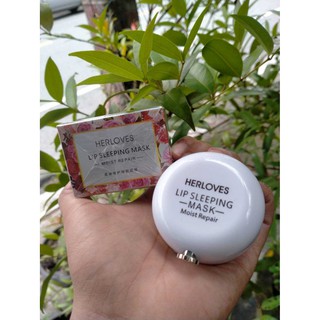 HERLOVES
LIP SLEEPING MASK
MOIST REPAIR
HERLOVES
LIP SLEEPING
MASK
Moist Repair